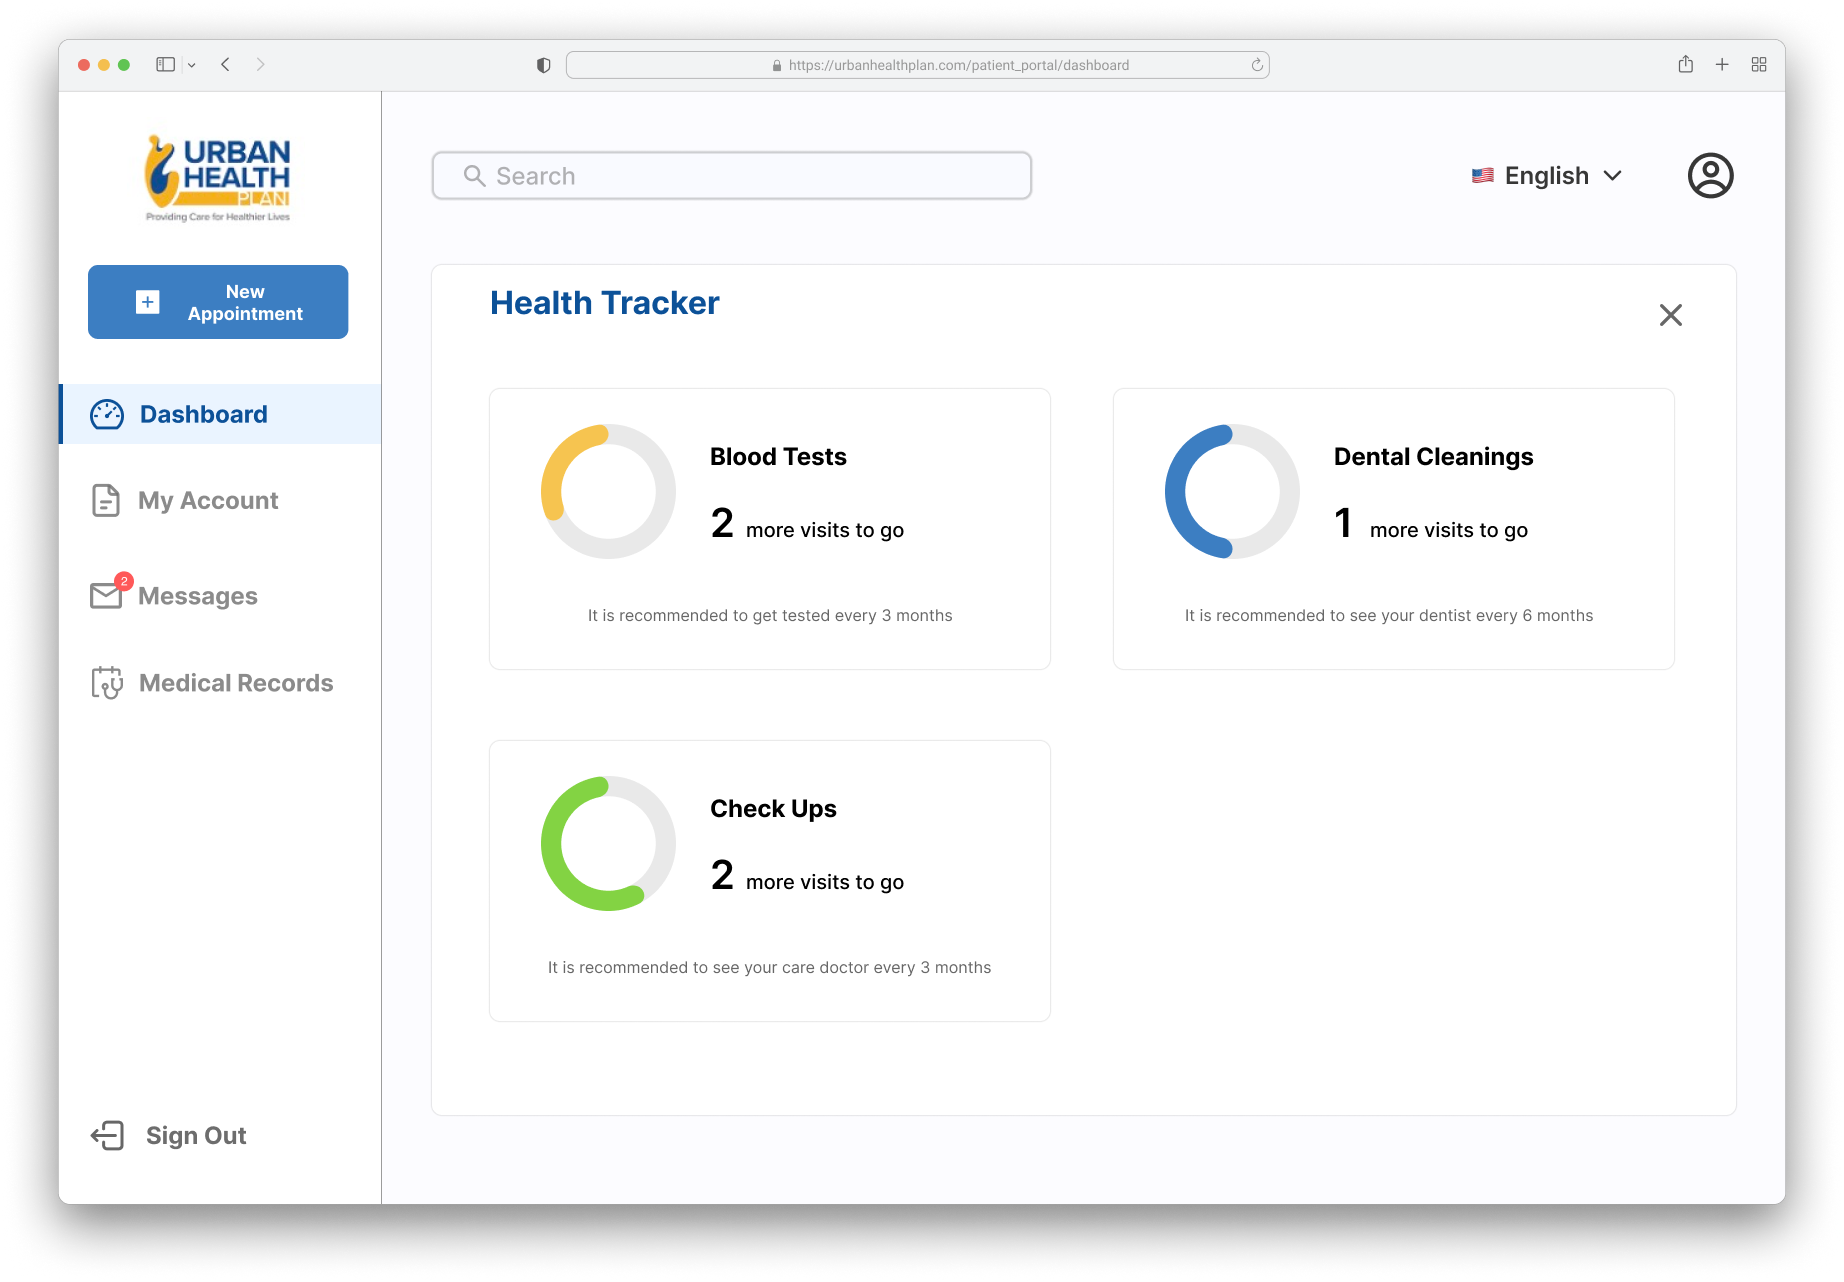 https://urbanhealthplan.com/patient_portal/dashboard
URBAN
HEALTH
PLAN
Providing Care for Healthier Lives
Search
English
New
Appointment
Dashboard
My Account
2
Messages
Medical Records
Sign Out
Health Tracker
Blood Tests
2 more visits to go
It is recommended to get tested every 3 months
Dental Cleanings
1 more visits to go
It is recommended to see your dentist every 6 months
Check Ups
2 more visits to go
It is recommended to see your care doctor every 3 months